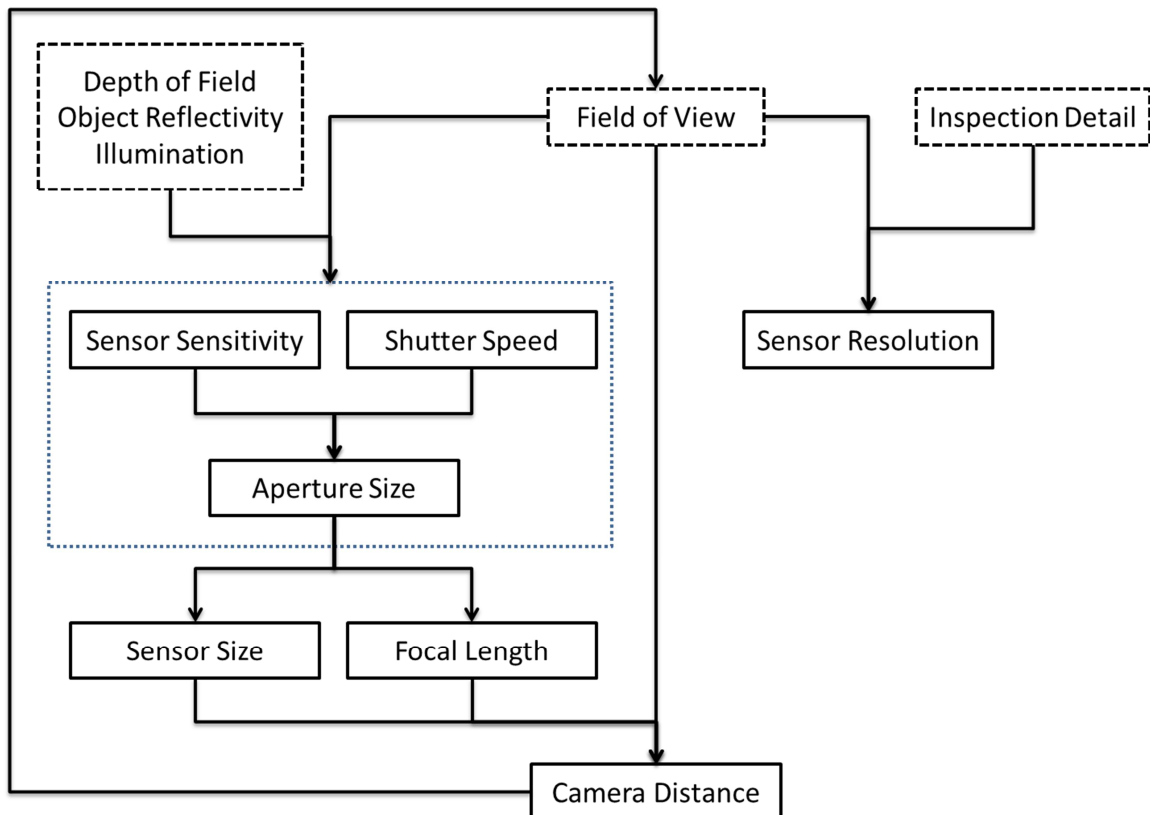 Depth of Field
Object Reflectivity
Illumination
Field of View
Inspection Detail
Sensor Sensitivity
Shutter Speed
Sensor Resolution
Aperture Size
Sensor Size
Focal Length
Camera Distance